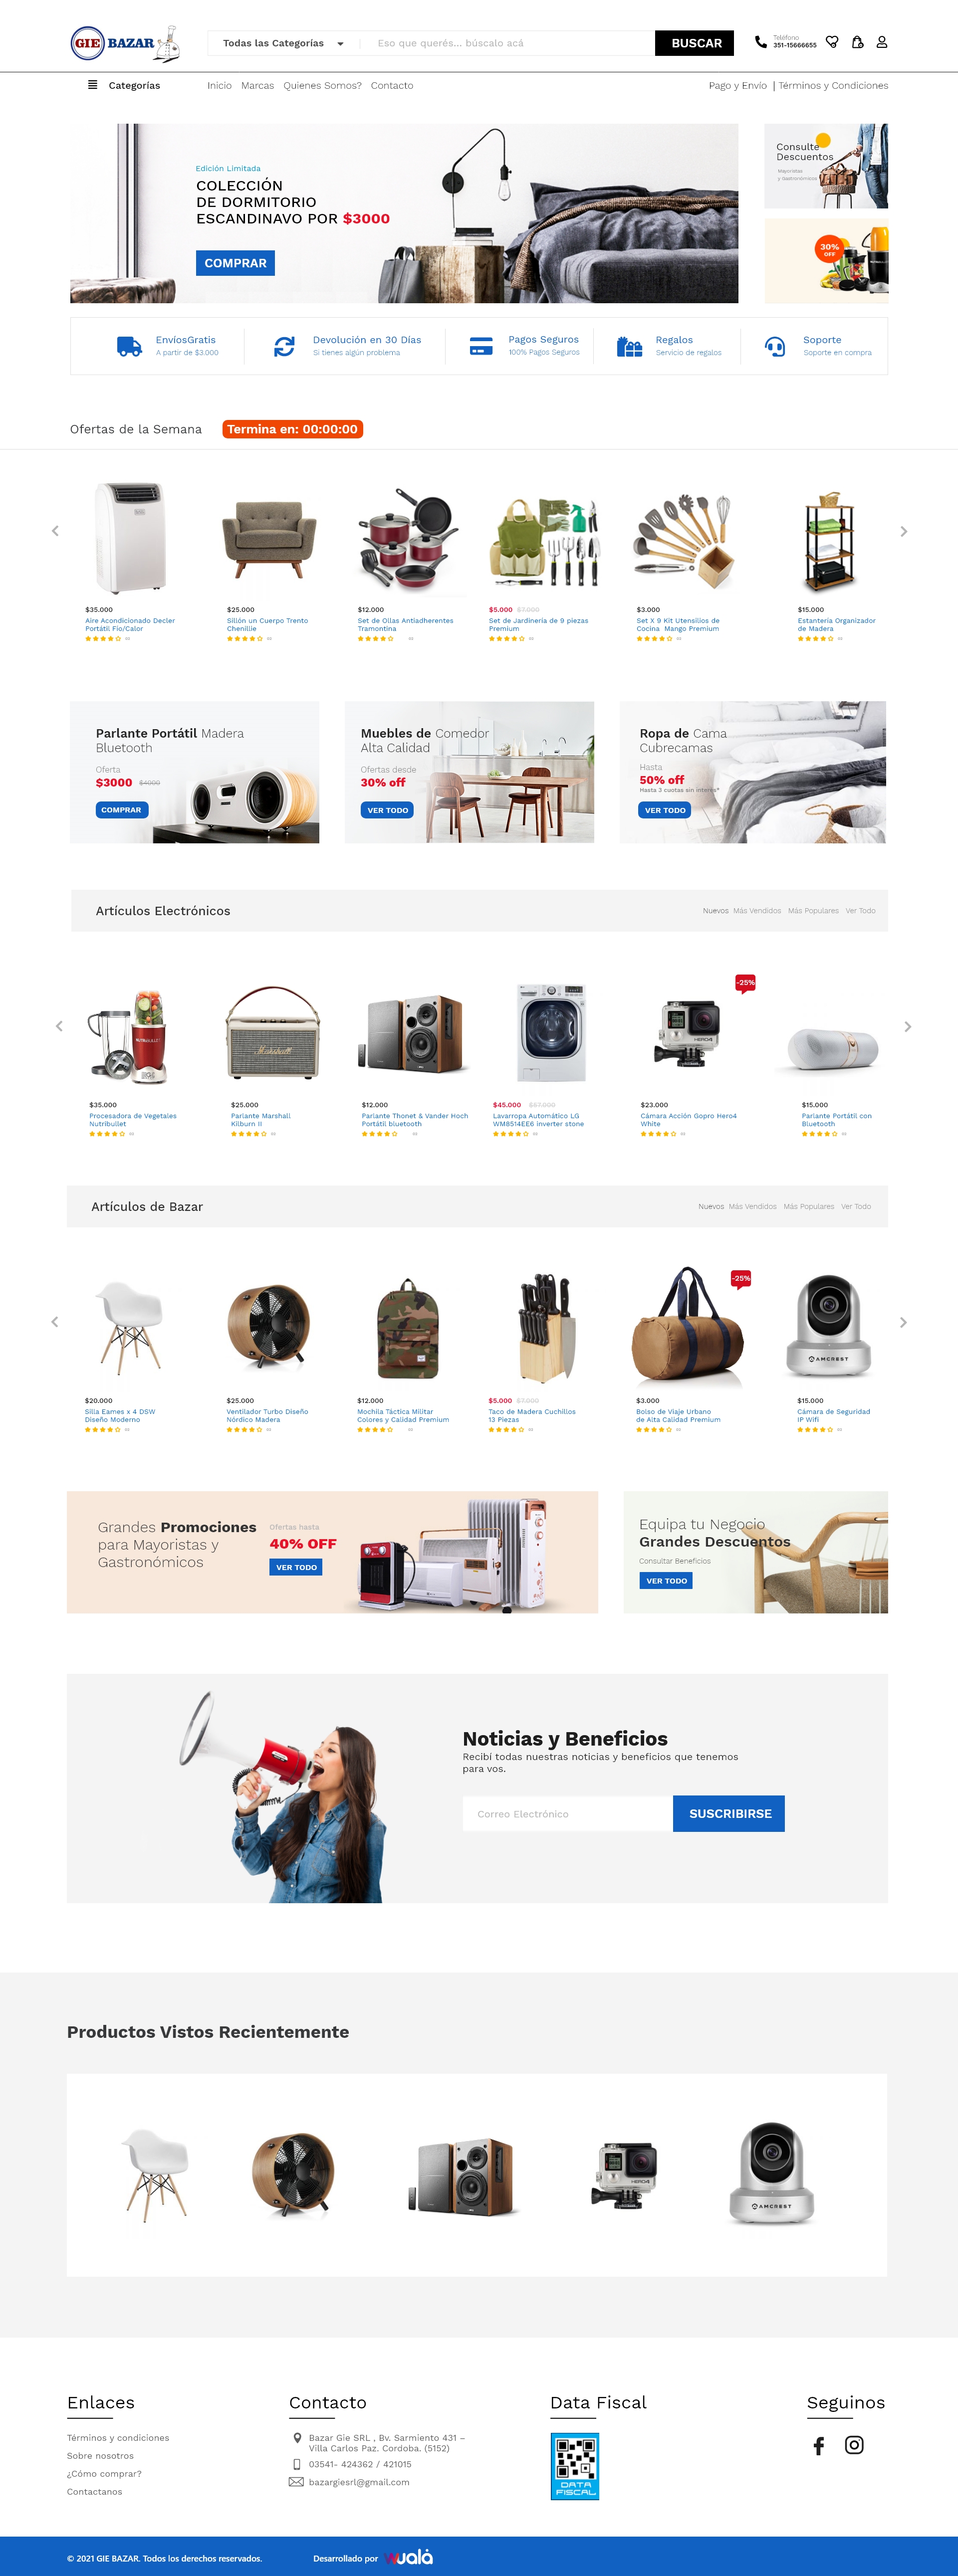 GIE BAZAR
Todas las Categorías
Eso que querés... búscalo acá
BUSCAR
Teléfono
351-15666655
Categorías
Inicio Marcas Quienes Somos? Contacto
Pago y Envío | Términos y Condiciones
Edición Limitada
COLECCIÓN
DE DORMITORIO
ESCANDINAVO POR $3000
COMPRAR
Consulte
Descuentos
Mayoristas
y Gastronómicos
30%
OFF
EnvíosGratis
A partir de $3.000
Devolución en 30 Días
Si tienes algún problema
Pagos Seguros
100% Pagos Seguros
Regalos
Servicio de regalos
Soporte
Soporte en compra
Ofertas de la Semana
Termina en: 00:00:00
$35.000
Aire Acondicionado Decler
Portátil Fío/Calor
$25.000
Sillón un Cuerpo Trento
Chenillie
$12.000
Set de Ollas Antiadherentes
Tramontina
$5.000 $7.000
Set de Jardinería de 9 piezas
Premium
$3.000
Set X 9 Kit Utensilios de
Cocina Mango Premium
$15.000
Estantería Organizador
de Madera
Parlante Portátil Madera
Bluetooth
Oferta
$3000 $4000
COMPRAR
Muebles de Comedor
Alta Calidad
Ofertas desde
30% off
VER TODO
Ropa de Cama
Cubrecamas
Hasta
50% off
Hasta 3 cuotas sin interés*
VER TODO
Artículos Electrónicos
Nuevos Más Vendidos Más Populares Ver Todo
-25%
Marshall
HERO4
$35.000
Procesadora de Vegetales
Nutribullet
$25.000
Parlante Marshall
Kilburn II
$12.000
Parlante Thonet & Vander Hoch
Portátil bluetooth
$45.000 $67.000
Lavarropa Automático LG
WM8514EE6 inverter stone
$23.000
Cámara Acción Gopro Hero4
White
$15.000
Parlante Portátil con
Bluetooth
Artículos de Bazar
Nuevos Más Vendidos Más Populares Ver Todo
-25%
AMCREST
$20.000
Silla Eames x 4 DSW
Diseño Moderno
$25.000
Ventilador Turbo Diseño
Nórdico Madera
$12.000
Mochila Táctica Militar
Colores y Calidad Premium
$5.000 $7.000
Taco de Madera Cuchillos
13 Piezas
$3.000
Bolso de Viaje Urbano
de Alta Calidad Premium
$15.000
Cámara de Seguridad
IP Wifi
Grandes Promociones
para Mayoristas y
Gastronómicos
Ofertas hasta
40% OFF
VER TODO
Equipa tu Negocio
Grandes Descuentos
Consultar Beneficios
VER TODO
Noticias y Beneficios
Recibí todas nuestras noticias y beneficios que tenemos
para vos.
Correo Electrónico
SUSCRIBIRSE
Productos Vistos Recientemente
HERO4
AMCREST
Enlaces
Términos y condiciones
Sobre nosotros
¿Cómo comprar?
Contactanos
Contacto
Bazar Gie SRL , Bv. Sarmiento 431 –
Villa Carlos Paz. Cordoba. (5152)
03541- 424362 / 421015
bazargiesrl@gmail.com
Data Fiscal
DATA
FISCAL
Seguinos
© 2021 GIE BAZAR. Todos los derechos reservados.
Desarrollado por wualá